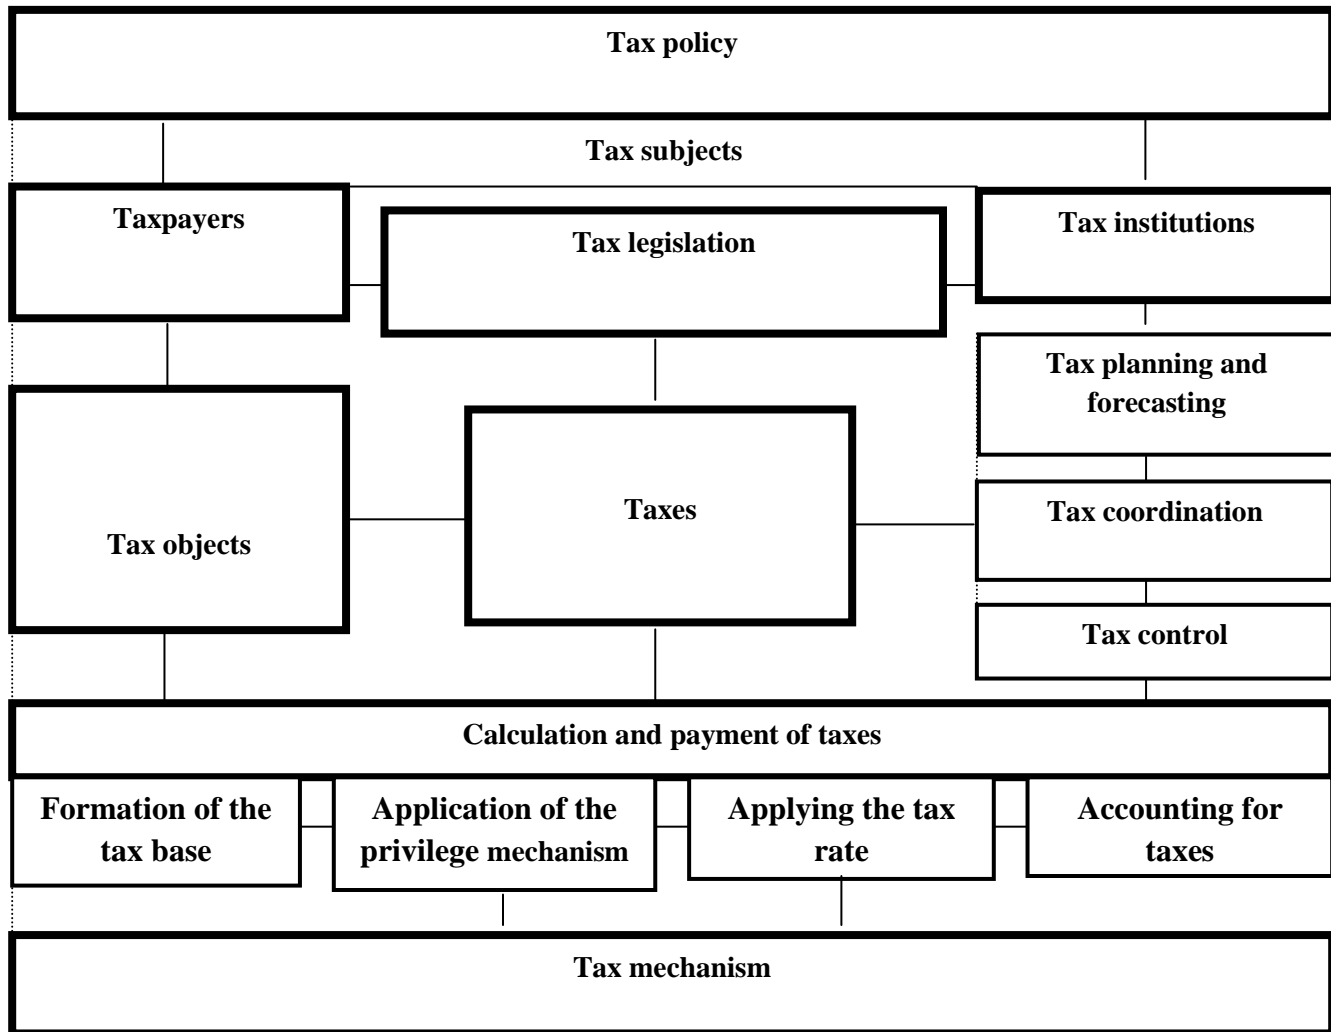 Tax policy
Tax subjects
Taxpayers
Tax legislation
Tax institutions
Tax planning and
forecasting
Tax objects
Taxes
Tax coordination
Tax control
Calculation and payment of taxes
Formation of the
tax base
Application of the
privilege mechanism
Applying the tax
rate
Accounting for
taxes
Tax mechanism